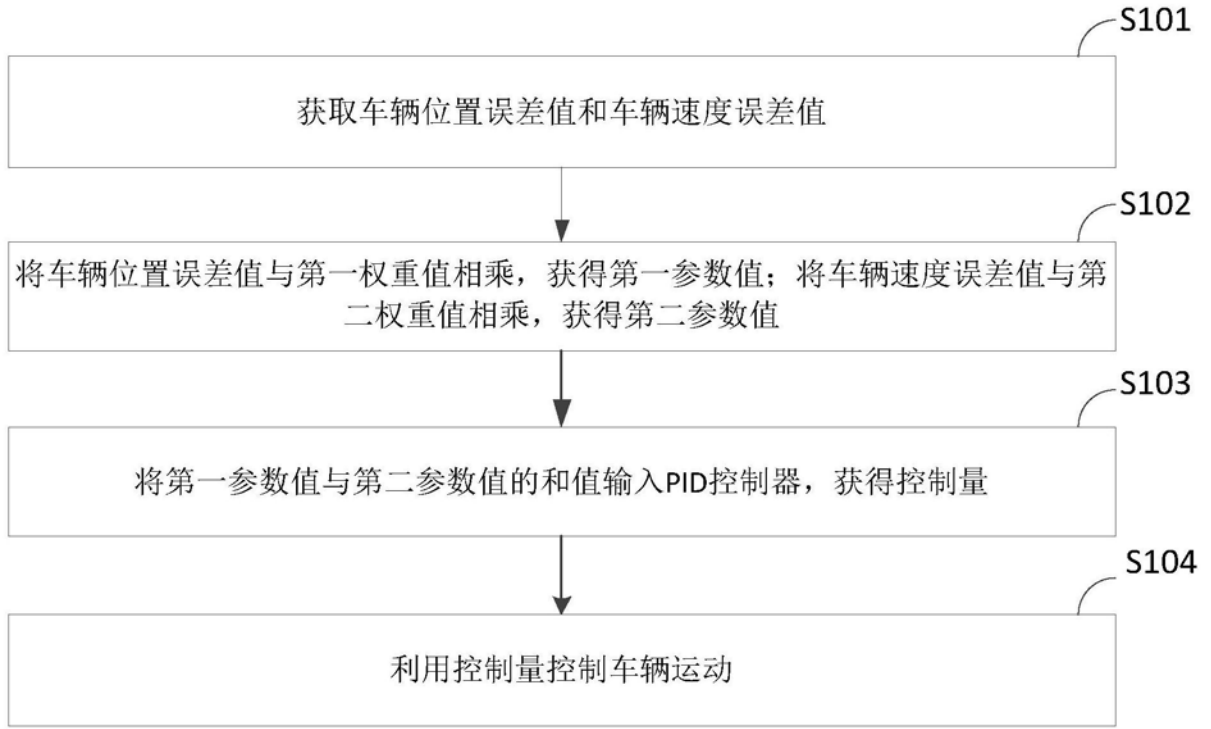 S101
获取车辆位置误差值和车辆速度误差值
S102
将车辆位置误差值与第一权重值相乘，获得第一参数值；将车辆速度误差值与第
二权重值相乘，获得第二参数值
S103
将第一参数值与第二参数值的和值输入PID控制器，获得控制量
S104
利用控制量控制车辆运动